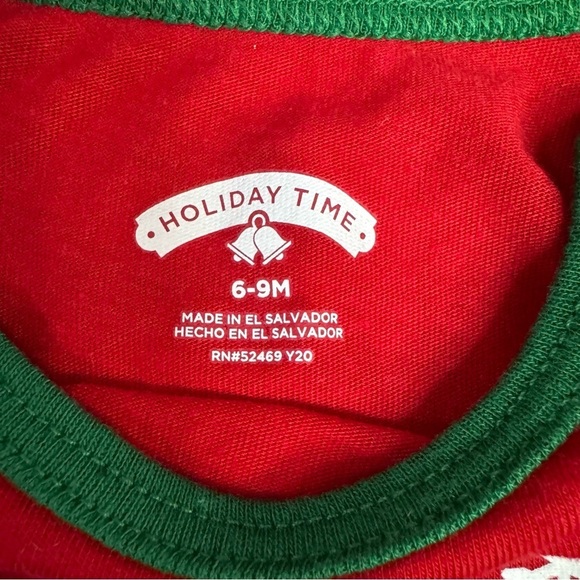 HOLIDAY TIME
6-9M
MADE IN EL SALVADOR
HECHO EN EL SALVADOR
RN#52469 Y20